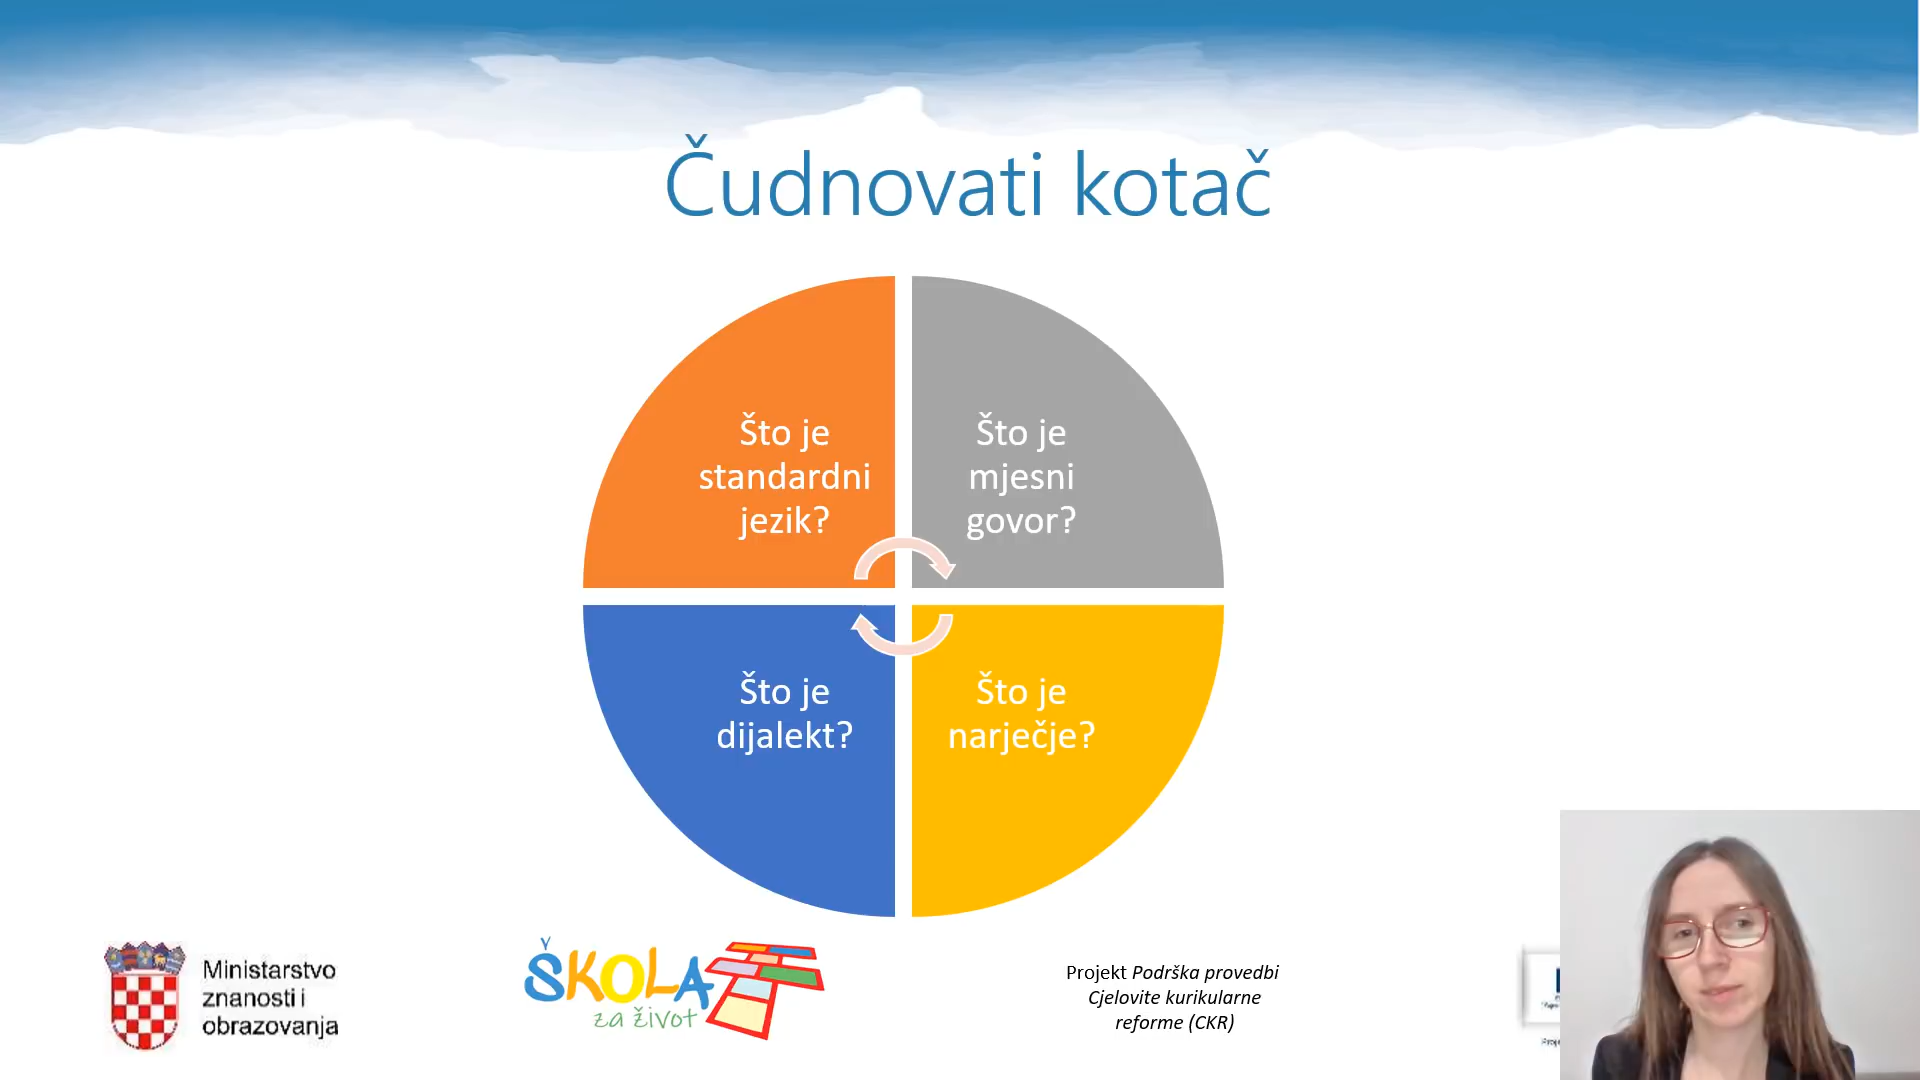 Čudnovati kotač
Što je
standardni
jezik?
Što je
mjesni
govor?
Što je
dijalekt?
Što je
narječje?
Ministarstvo
znanosti i
obrazovanja
ŠKOLA
za život
Projekt Podrška provedbi
Cjelovite kurikularne
reforme (CKR)